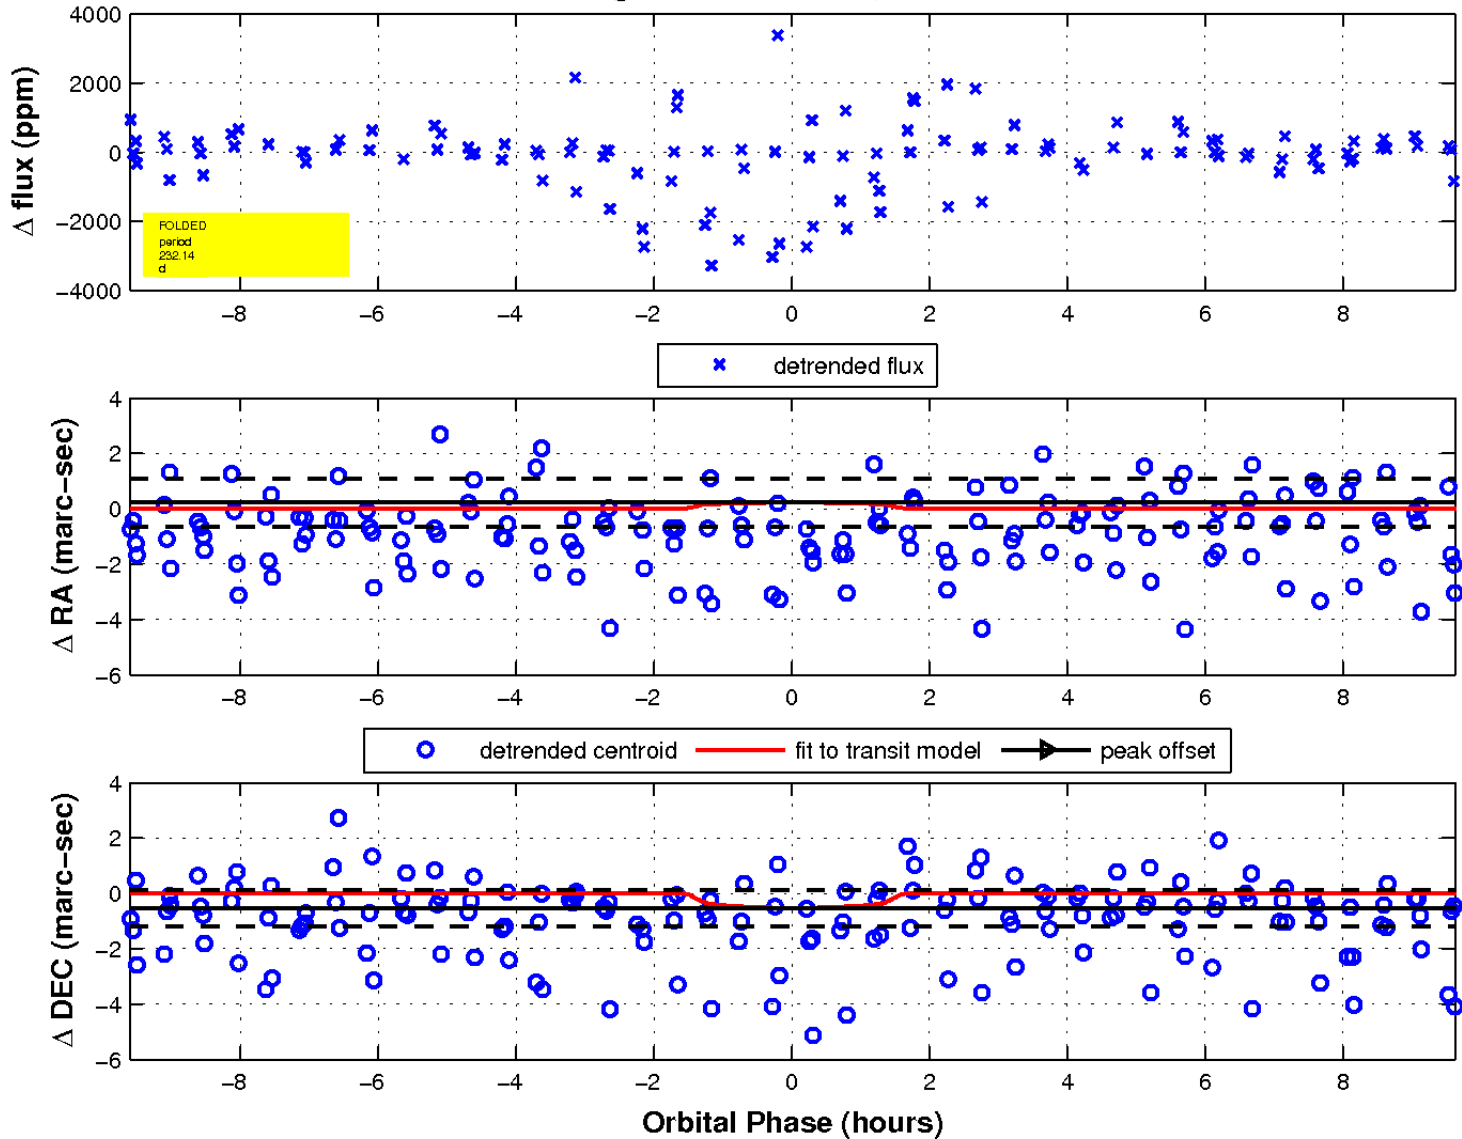 4000
2000
0
−2000
−4000
Δ flux (ppm)
FOLDED
period
232.14
d
−8 −6 −4 −2 0 2 4 6 8
detrended flux
4
2
0
−2
−4
−6
Δ RA (marc−sec)
−8 −6 −4 −2 0 2 4 6 8
detrended centroid fit to transit model peak offset
4
2
0
−2
−4
−6
Δ DEC (marc−sec)
−8 −6 −4 −2 0 2 4 6 8
Orbital Phase (hours)